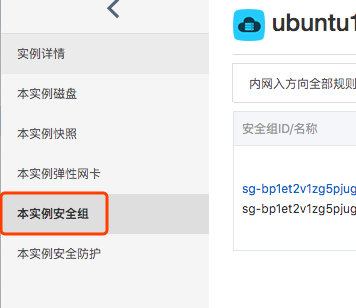 ubuntu1
实例详情
本实例磁盘
本实例快照
本实例弹性网卡
本实例安全组
本实例安全防护
内网入方向全部规则
安全组ID/名称
sg-bp1et2v1zg5pjug
sg-bp1et2v1zg5pjug